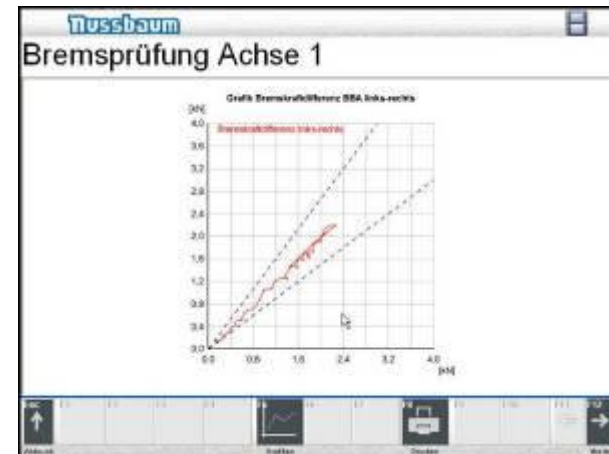 Nussbaum
Bremsprüfung Achse 1
Grafik Bremskraftdifferenz BBA links-rechts
[kN]
4,0
Bremskraftdifferenz links-rechts
3,6
3,2
2,8
2,4
2,0
1,6
1,2
0,8
0,4
0,0
0,0 0,8 1,6 2,4 3,2 4,0
[kN]
Grafiken
Drucken